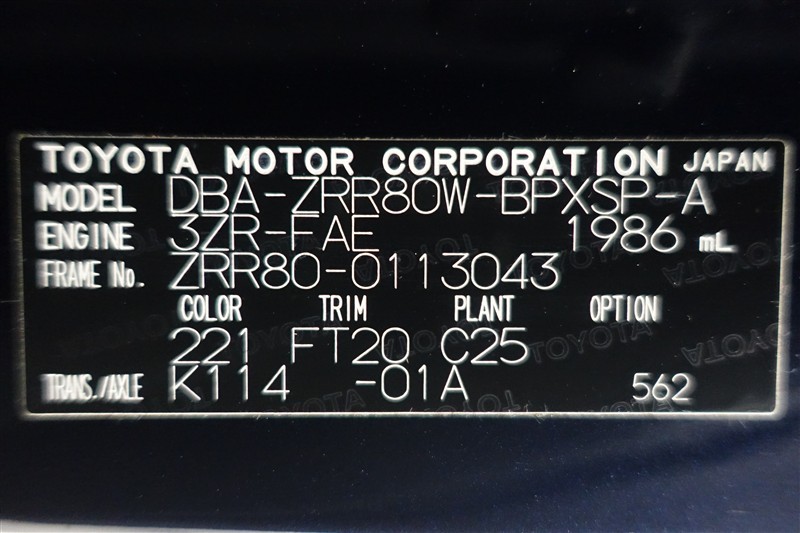 TOYOTA MOTOR CORPORATION JAPAN
MODEL DBA-ZRR80W-BPXSP-A
ENGINE 3ZR-FAE 1986 mL
FRAME No. ZRR80-0113043
COLOR TRIM PLANT OPTION
221 FT20 C25
TRANS./AXLE K114 -01A 562